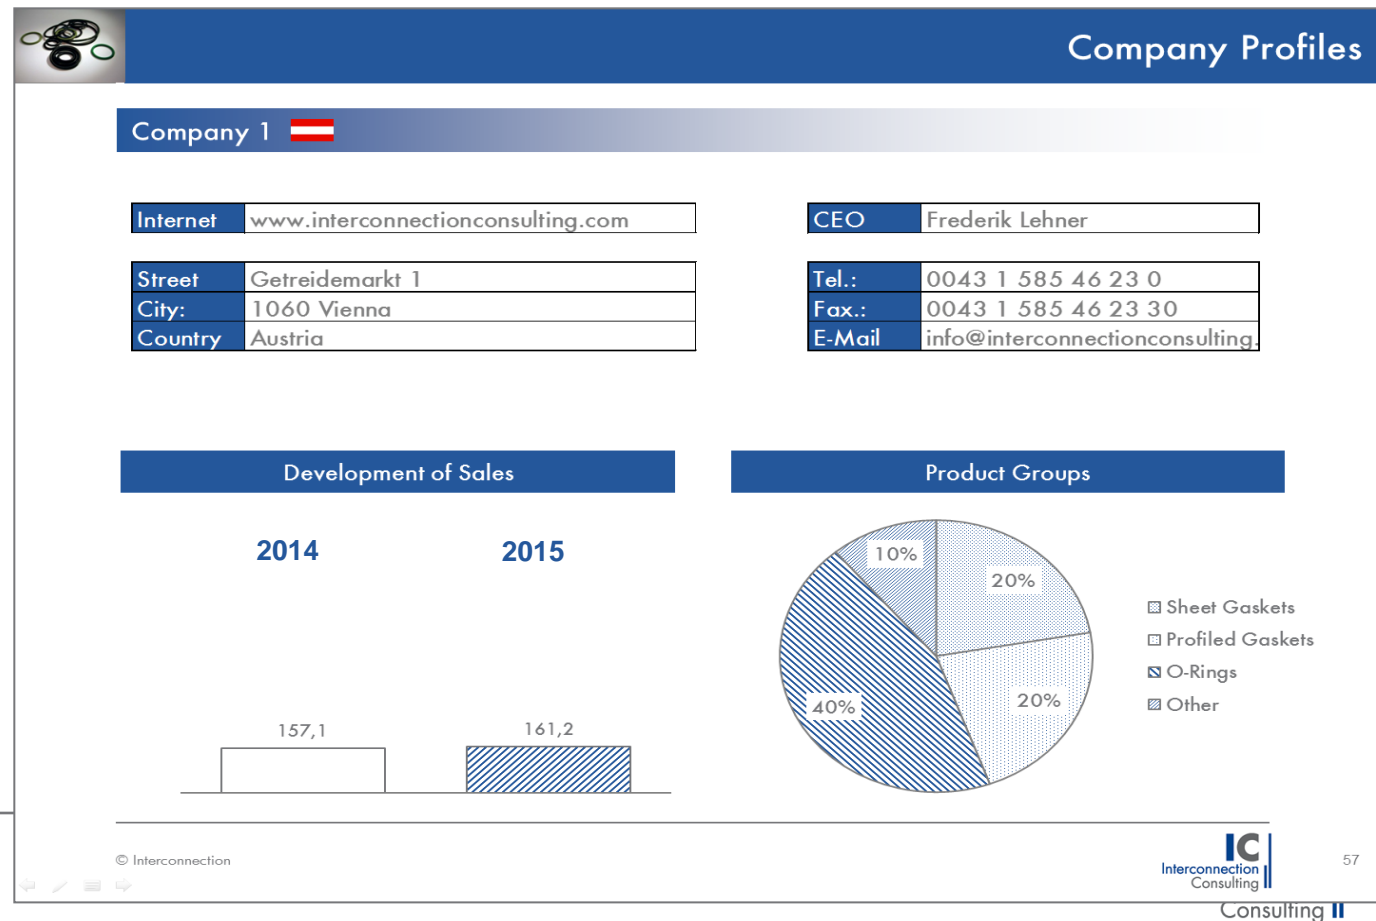 Company Profiles
Company 1
Internet www.interconnectionconsulting.com
CEO Frederik Lehner
Street Getreidemarkt 1
City: 1060 Vienna
Country Austria
Tel.: 0043 1 585 46 23 0
Fax.: 0043 1 585 46 23 30
E-Mail info@interconnectionconsulting.
Development of Sales
2014 2015
157,1 161,2
Product Groups
10%
20%
40%
20%
Sheet Gaskets
Profiled Gaskets
O-Rings
Other
© Interconnection
IC
Interconnection
Consulting
57
Consulting